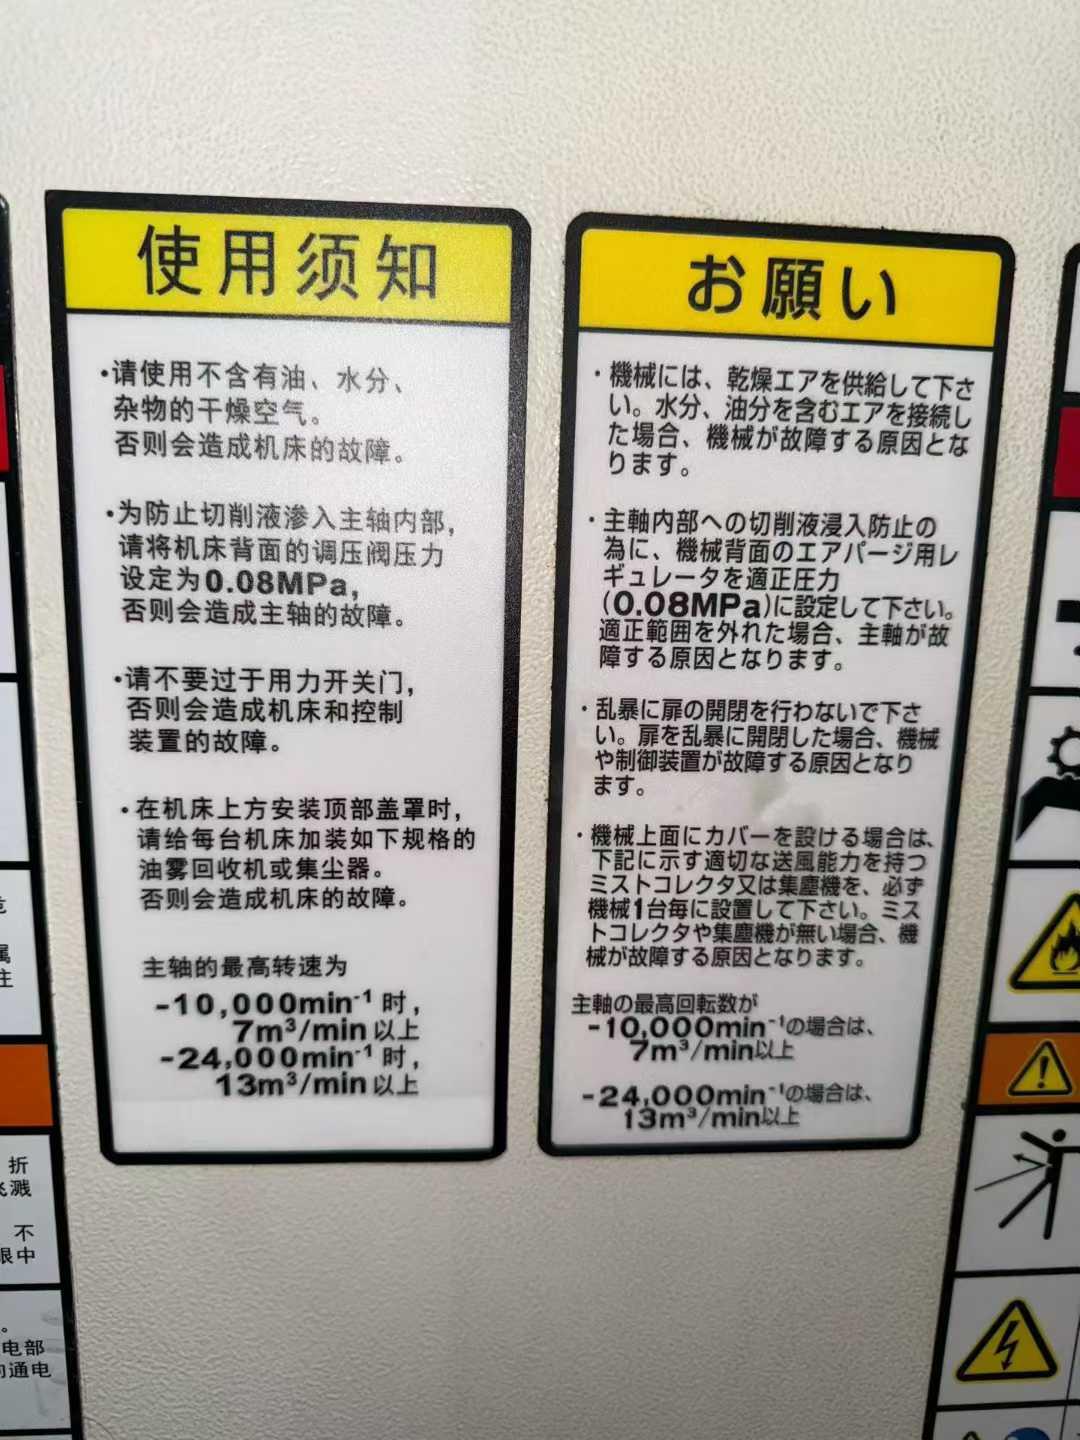 使用须知
·请使用不含有油、水分、
杂物的干燥空气。
否则会造成机床的故障。
·为防止切削液渗入主轴内部，
请将机床背面的调压阀压力
设定为0.08MPa，
否则会造成主轴的故障。
·请不要过于用力开关门，
否则会造成机床和控制
装置的故障。
·在机床上方安装顶部盖罩时，
请给每台机床加装如下规格的
油雾回收机或集尘器。
否则会造成机床的故障。
主轴的最高转速为
-10,000min⁻¹ 时，
7m³/min 以上
-24,000min⁻¹ 时，
13m³/min 以上
お願い
・機械には、乾燥エアを供給して下さ
い。水分、油分を含むエアを接続し
た場合、機械が故障する原因とな
ります。
・主軸内部への切削液浸入防止の
為に、機械背面のエアパージ用レ
ギュレータを適正圧力
(0.08MPa)に設定して下さい。
適正範囲を外れた場合、主軸が故
障する原因となります。
・乱暴に扉の開閉を行わないで下さ
い。扉を乱暴に開閉した場合、機械
や制御装置が故障する原因となり
ます。
・機械上面にカバーを設ける場合は、
下記に示す適切な送風能力を持つ
ミストコレクタ又は集塵機を、必ず
機械1台毎に設置して下さい。ミス
トコレクタや集塵機が無い場合、機
械が故障する原因となります。
主軸の最高回転数が
-10,000min⁻¹の場合は、
7m³/min以上
-24,000min⁻¹の場合は、
13m³/min以上
属
注
折
飞溅
不
眼中
。
电部
通电